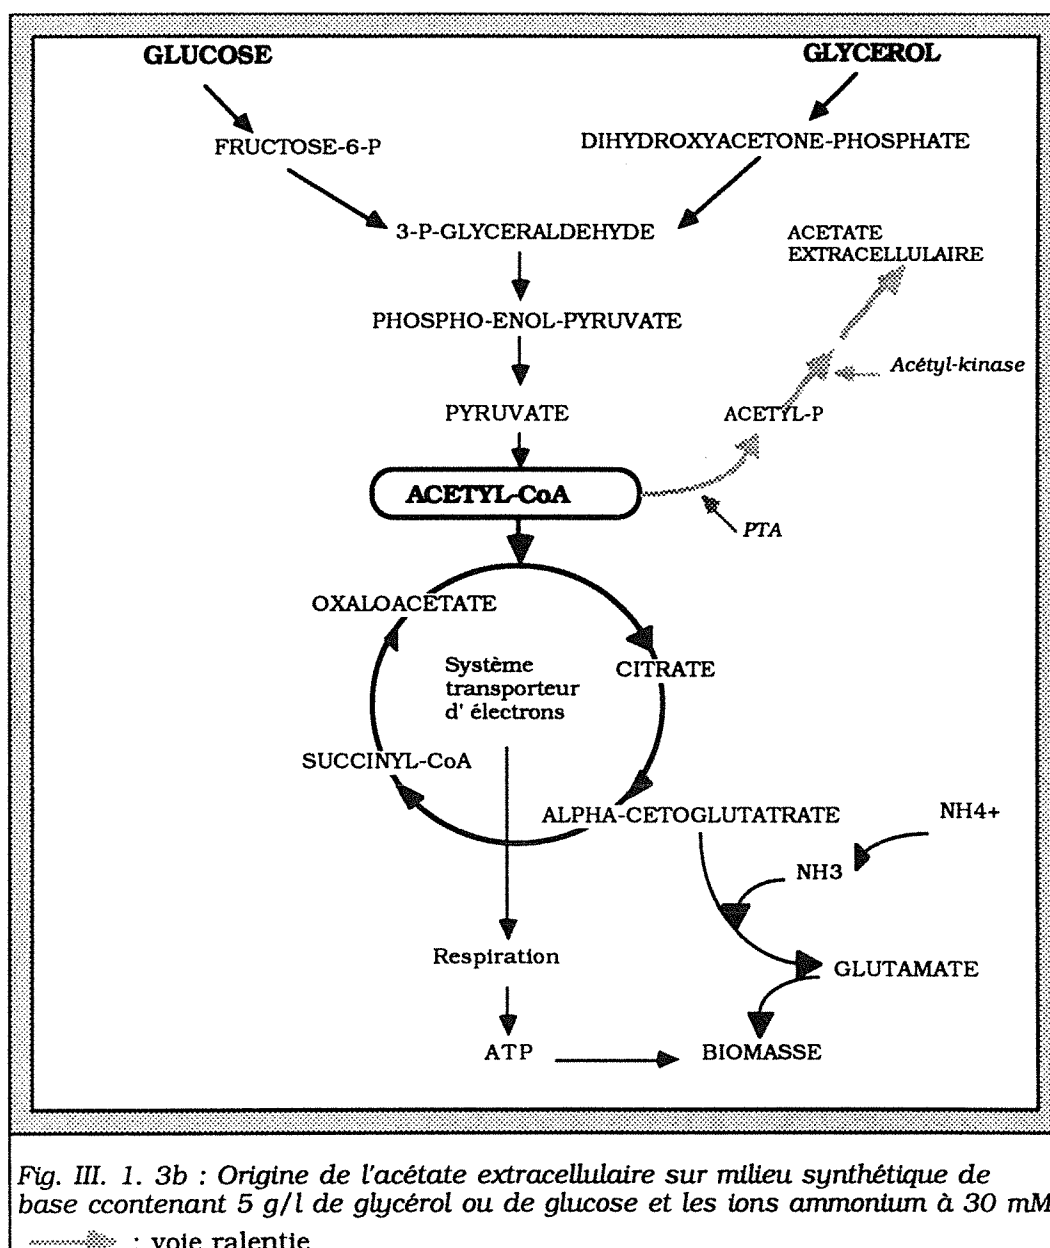 GLUCOSE
GLYCEROL
FRUCTOSE-6-P
DIHYDROXYACETONE-PHOSPHATE
3-P-GLYCERALDEHYDE
ACETATE
EXTRACELLULAIRE
PHOSPHO-ENOL-PYRUVATE
Acétyl-kinase
PYRUVATE
ACETYL-P
ACETYL-CoA
PTA
OXALOACETATE
CITRATE
Système
transporteur
d' électrons
SUCCINYL-CoA
ALPHA-CETOGLUTATRATE
NH4+
NH3
Respiration
GLUTAMATE
ATP
BIOMASSE
Fig. III. 1. 3b : Origine de l'acétate extracellulaire sur milieu synthétique de
base ccontenant 5 g/l de glycérol ou de glucose et les ions ammonium à 30 mM
: voie ralentie